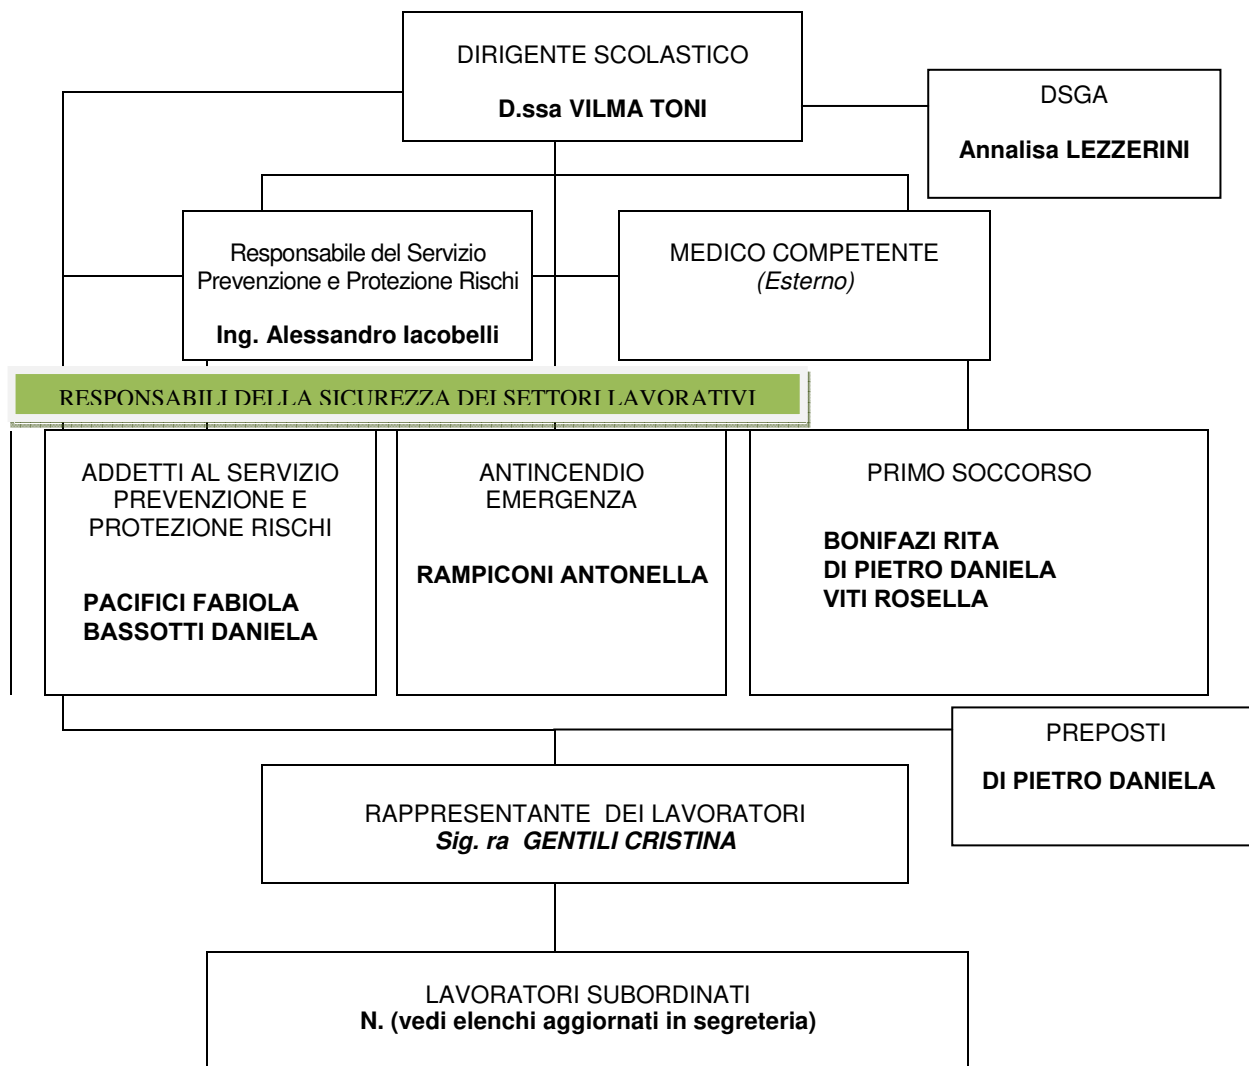 DIRIGENTE SCOLASTICO
D.ssa VILMA TONI
DSGA
Annalisa LEZZERINI
Responsabile del Servizio
Prevenzione e Protezione Rischi
Ing. Alessandro Iacobelli
MEDICO COMPETENTE
(Esterno)
RESPONSABILI DELLA SICUREZZA DEI SETTORI LAVORATIVI
ADDETTI AL SERVIZIO
PREVENZIONE E
PROTEZIONE RISCHI
PACIFICI FABIOLA
BASSOTTI DANIELA
ANTINCENDIO
EMERGENZA
RAMPICONI ANTONELLA
PRIMO SOCCORSO
BONIFAZI RITA
DI PIETRO DANIELA
VITI ROSELLA
PREPOSTI
DI PIETRO DANIELA
RAPPRESENTANTE DEI LAVORATORI
Sig. ra GENTILI CRISTINA
LAVORATORI SUBORDINATI
N. (vedi elenchi aggiornati in segreteria)